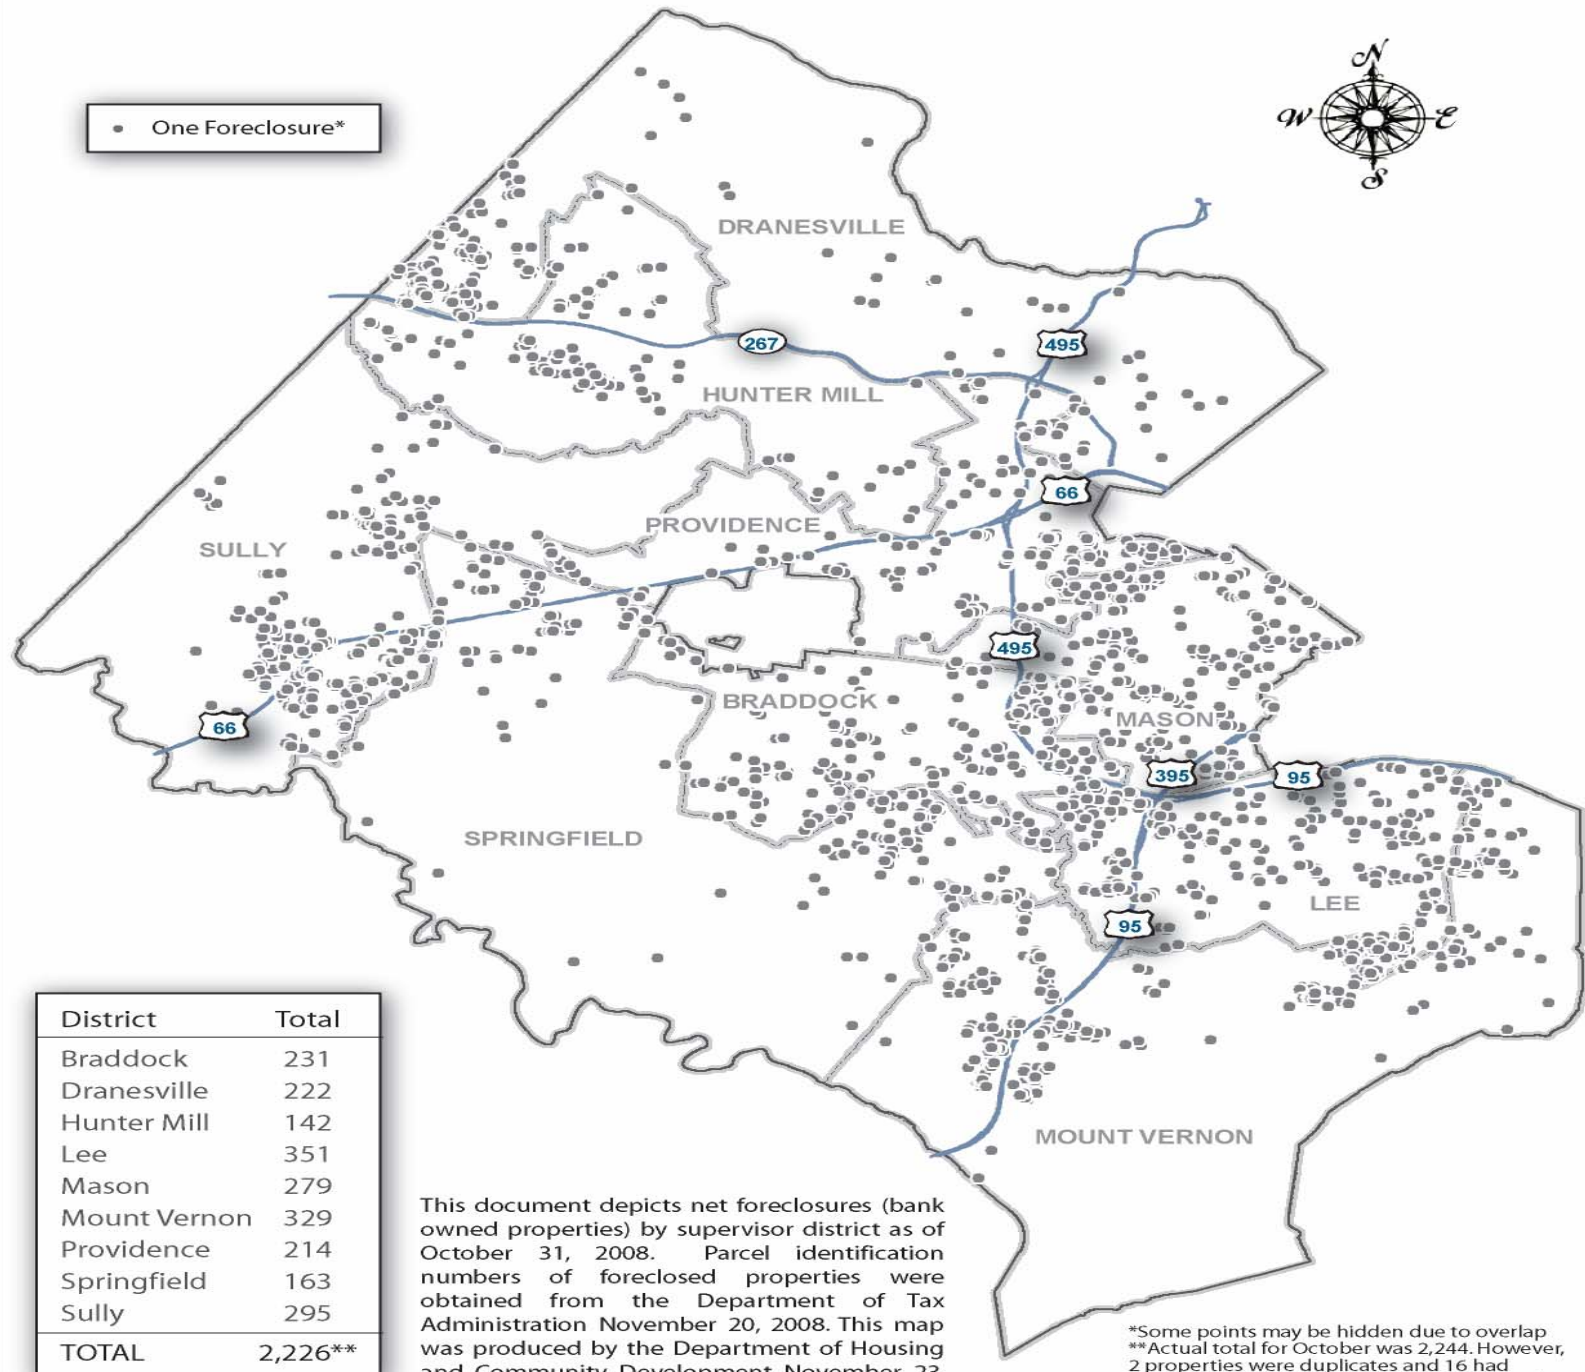 N
W
E
S
One Foreclosure*
DRANESVILLE
267
495
HUNTER MILL
66
PROVIDENCE
SULLY
495
BRADDOCK
MASON
66
395
95
SPRINGFIELD
LEE
95
MOUNT VERNON
District Total
Braddock 231
Dranesville 222
Hunter Mill 142
Lee 351
Mason 279
Mount Vernon 329
Providence 214
Springfield 163
Sully 295
TOTAL 2,226**
This document depicts net foreclosures (bank
owned properties) by supervisor district as of
October 31, 2008. Parcel identification
numbers of foreclosed properties were
obtained from the Department of Tax
Administration November 20, 2008. This map
was produced by the Department of Housing
and Community Development November 23,
*Some points may be hidden due to overlap
**Actual total for October was 2,244. However,
2 properties were duplicates and 16 had